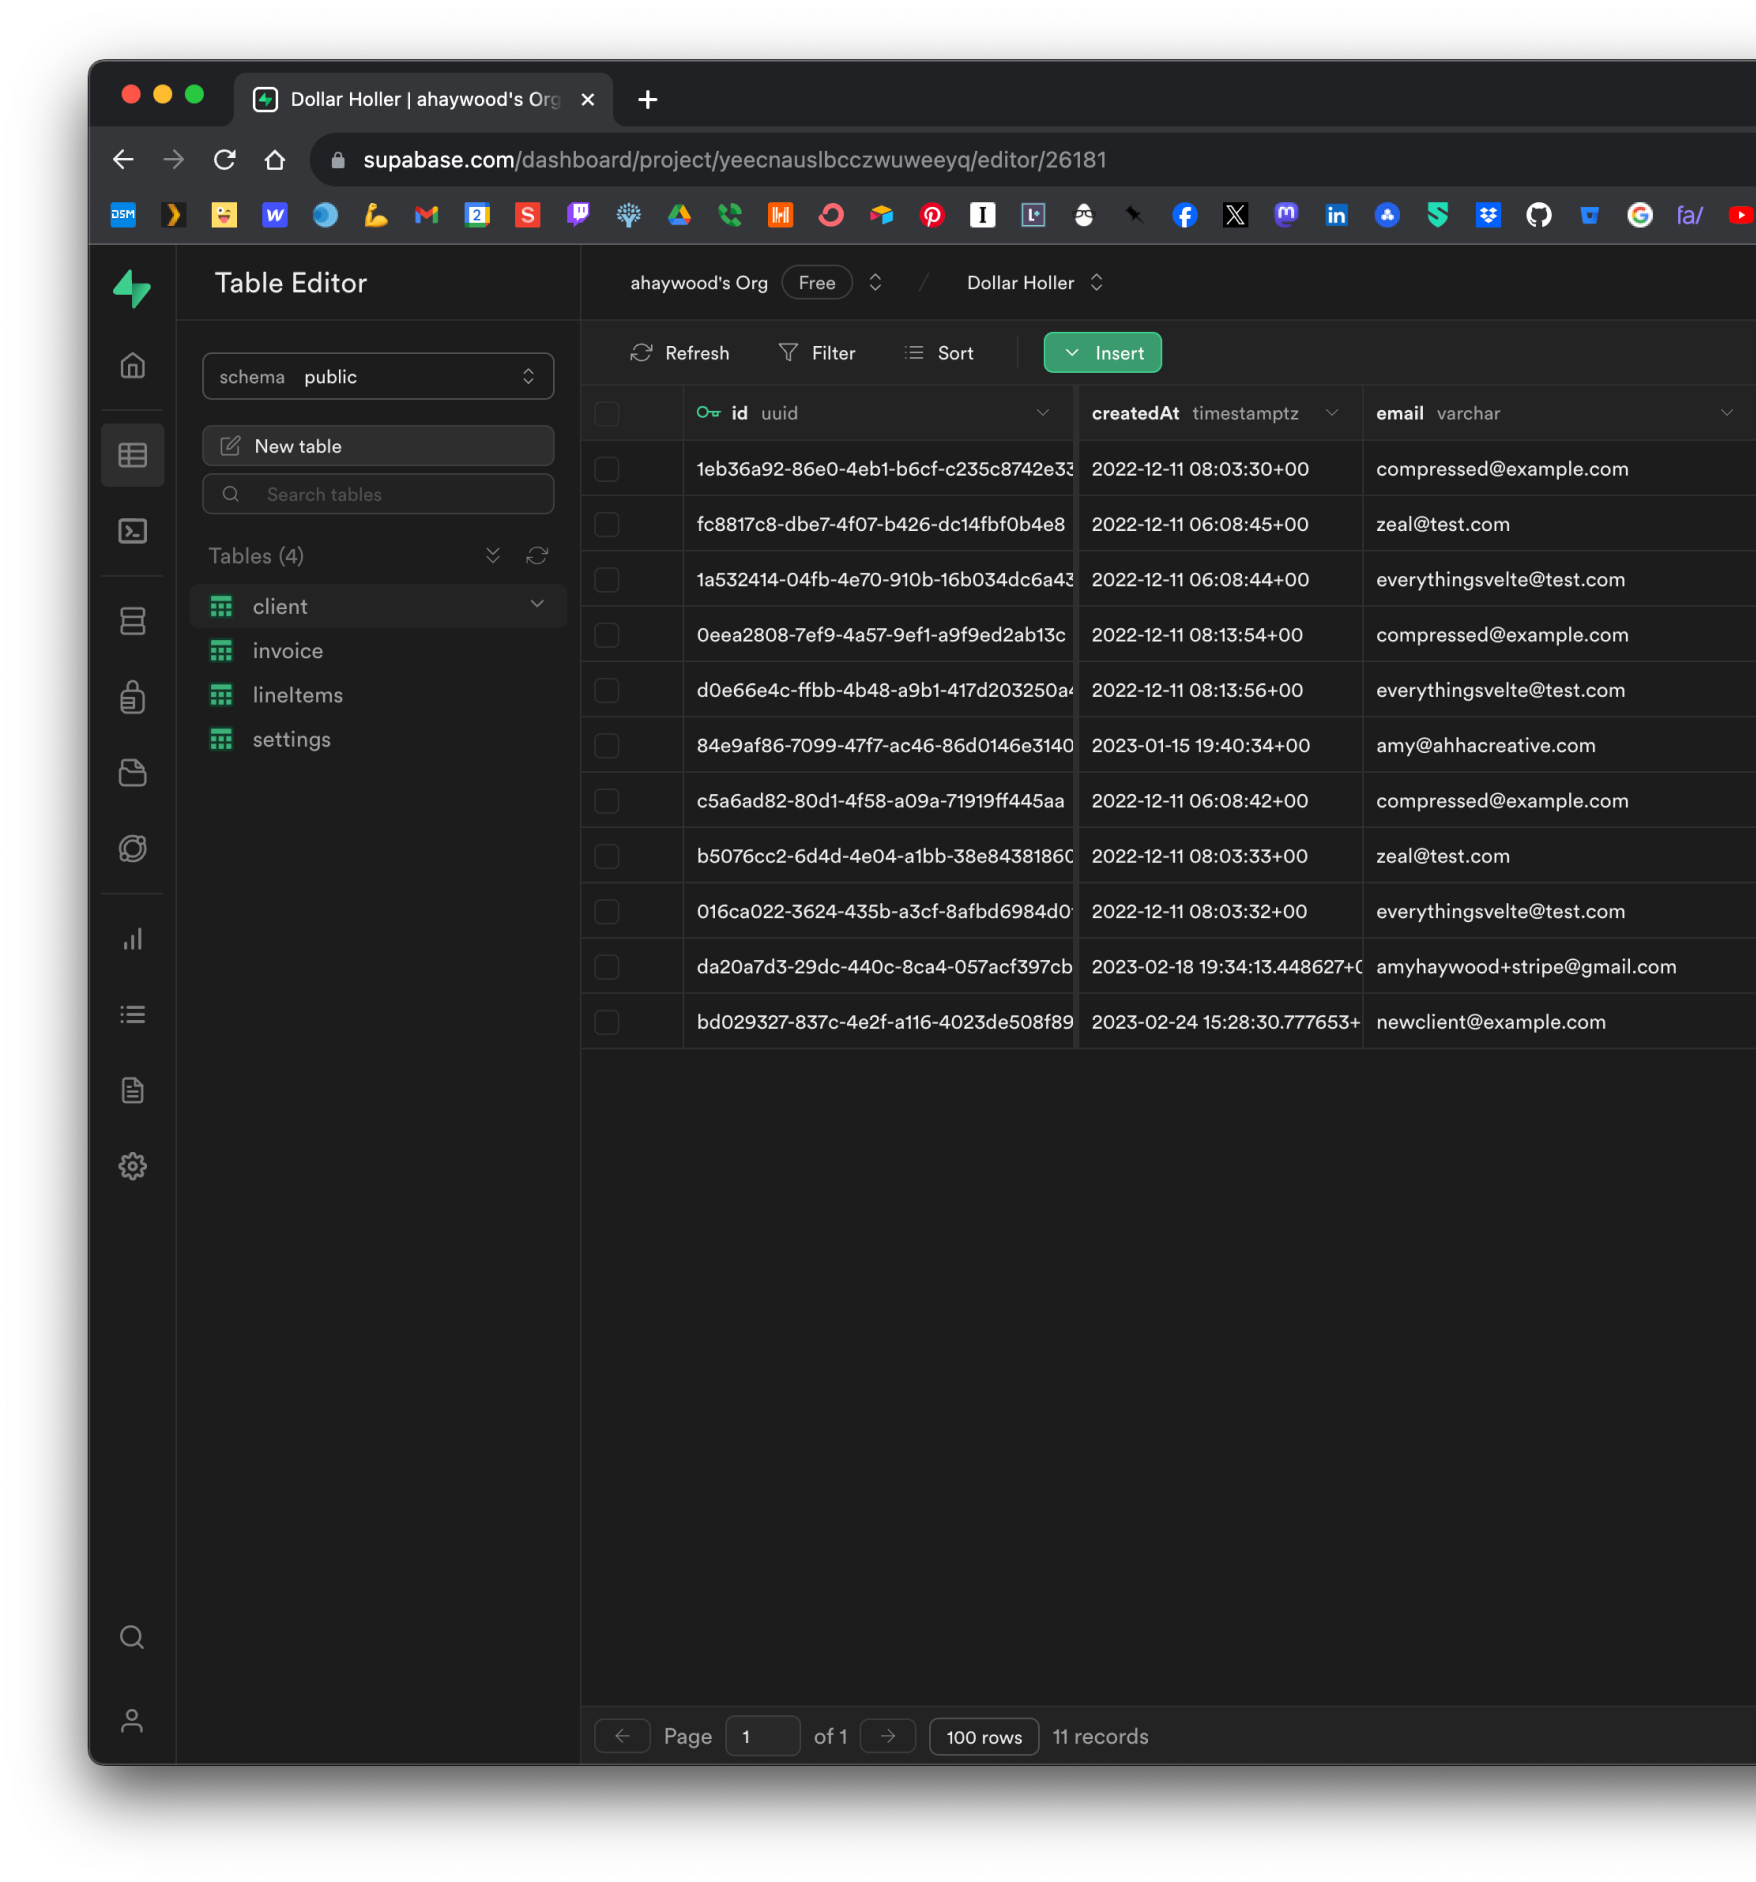 Dollar Holler | ahaywood's Org
supabase.com/dashboard/project/yeecnauslbcczwuweeyq/editor/26181
DSM W 2 S I L+ X m in G fa/
Table Editor
ahaywood's Org Free / Dollar Holler
Refresh Filter Sort Insert
schema public
New table
Search tables
Tables (4)
client
invoice
lineItems
settings
id uuid createdAt timestamptz email varchar
1eb36a92-86e0-4eb1-b6cf-c235c8742e33 2022-12-11 08:03:30+00 compressed@example.com
fc8817c8-dbe7-4f07-b426-dc14fbf0b4e8 2022-12-11 06:08:45+00 zeal@test.com
1a532414-04fb-4e70-910b-16b034dc6a43 2022-12-11 06:08:44+00 everythingsvelte@test.com
0eea2808-7ef9-4a57-9ef1-a9f9ed2ab13c 2022-12-11 08:13:54+00 compressed@example.com
d0e66e4c-ffbb-4b48-a9b1-417d203250a4 2022-12-11 08:13:56+00 everythingsvelte@test.com
84e9af86-7099-47f7-ac46-86d0146e3140 2023-01-15 19:40:34+00 amy@ahhacreative.com
c5a6ad82-80d1-4f58-a09a-71919ff445aa 2022-12-11 06:08:42+00 compressed@example.com
b5076cc2-6d4d-4e04-a1bb-38e84381860 2022-12-11 08:03:33+00 zeal@test.com
016ca022-3624-435b-a3cf-8afbd6984d0 2022-12-11 08:03:32+00 everythingsvelte@test.com
da20a7d3-29dc-440c-8ca4-057acf397cb 2023-02-18 19:34:13.448627+0 amyhaywood+stripe@gmail.com
bd029327-837c-4e2f-a116-4023de508f89 2023-02-24 15:28:30.777653+ newclient@example.com
Page 1 of 1 100 rows 11 records